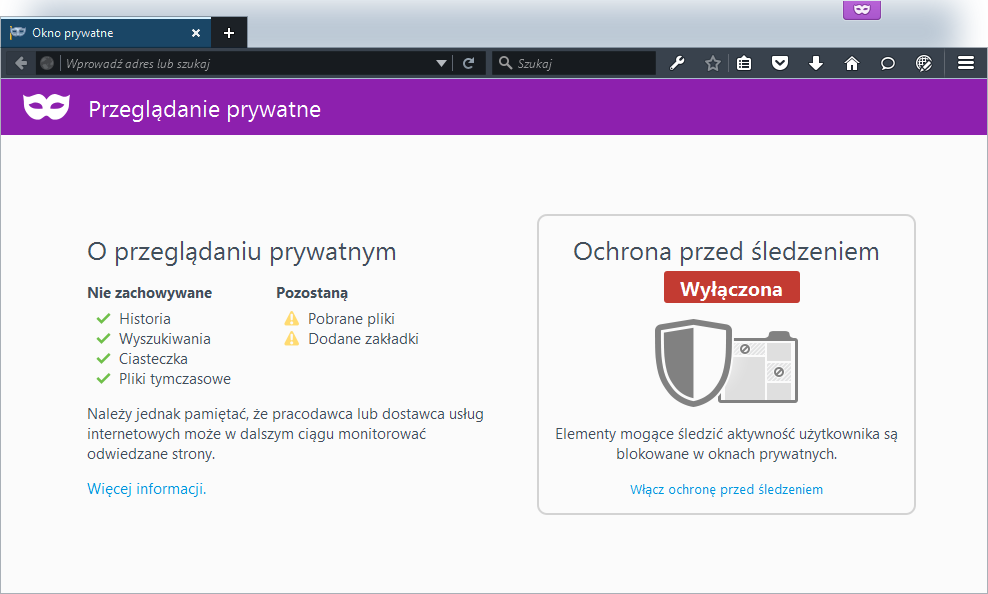 Okno prywatne
Wprowadź adres lub szukaj
Szukaj
Przeglądanie prywatne
O przeglądaniu prywatnym
Nie zachowywane
Historia
Wyszukiwania
Ciasteczka
Pliki tymczasowe
Pozostaną
Pobrane pliki
Dodane zakładki
Należy jednak pamiętać, że pracodawca lub dostawca usług
internetowych może w dalszym ciągu monitorować
odwiedzane strony.
Więcej informacji.
Ochrona przed śledzeniem
Wyłączona
Elementy mogące śledzić aktywność użytkownika są
blokowane w oknach prywatnych.
Włącz ochronę przed śledzeniem